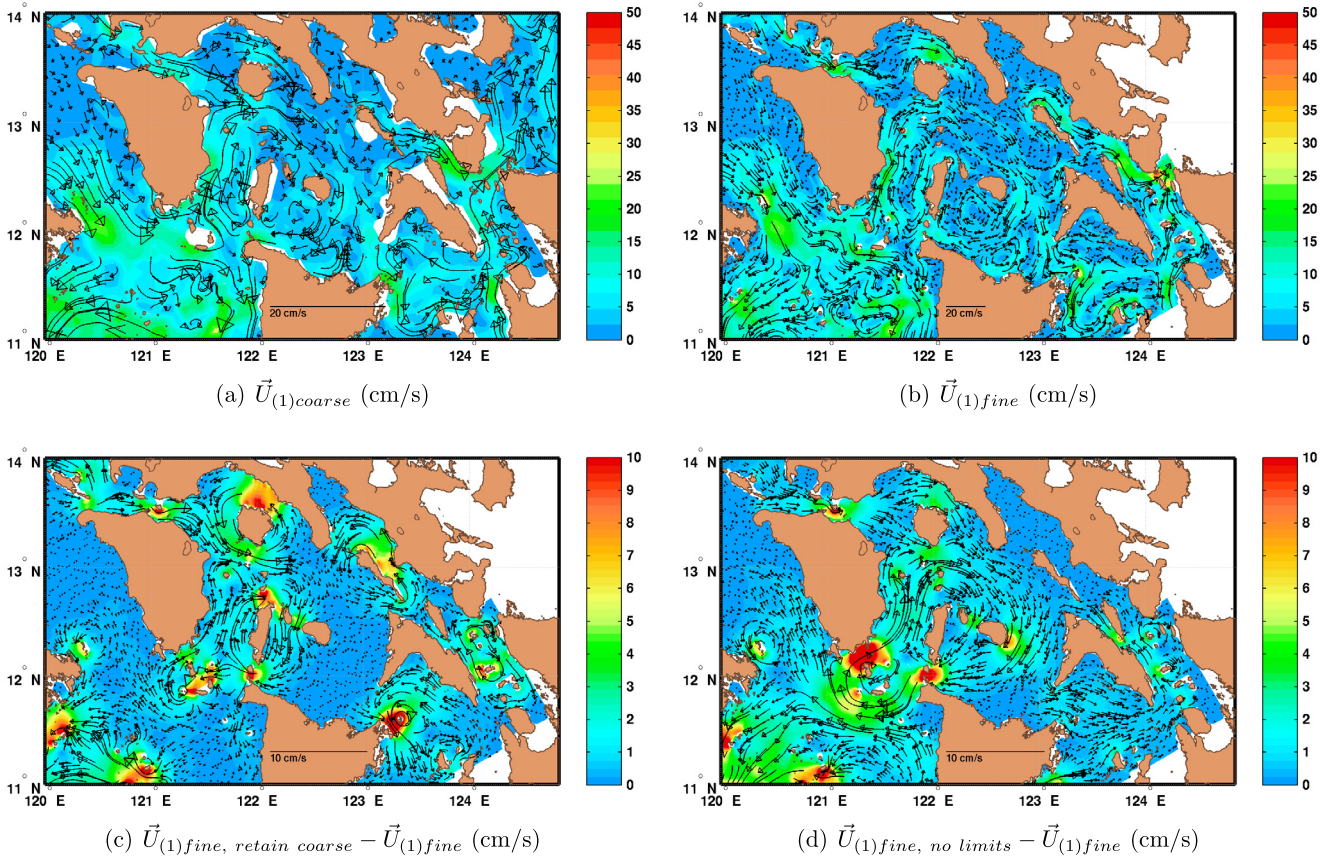 14 N
13 N
12 N
11 N
120 E 121 E 122 E 123 E 124 E
20 cm/s
50
45
40
35
30
25
20
15
10
5
0
(a) U⃗(1)coarse (cm/s)
14 N
13 N
12 N
11 N
120 E 121 E 122 E 123 E 124 E
20 cm/s
50
45
40
35
30
25
20
15
10
5
0
(b) U⃗(1)fine (cm/s)
14 N
13 N
12 N
11 N
120 E 121 E 122 E 123 E 124 E
10 cm/s
10
9
8
7
6
5
4
3
2
1
0
(c) U⃗(1)fine, retain coarse − U⃗(1)fine (cm/s)
14 N
13 N
12 N
11 N
120 E 121 E 122 E 123 E 124 E
10 cm/s
10
9
8
7
6
5
4
3
2
1
0
(d) U⃗(1)fine, no limits − U⃗(1)fine (cm/s)